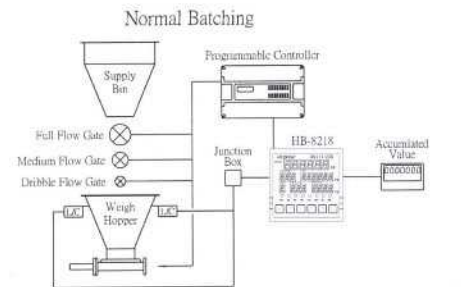 Normal Batching
Programmable Controller
Supply
Bin
Full Flow Gate
Medium Flow Gate
Dribble Flow Gate
Junction
Box
HB-8218
Accumlated
Value
L/C
Weigh
Hopper
L/C